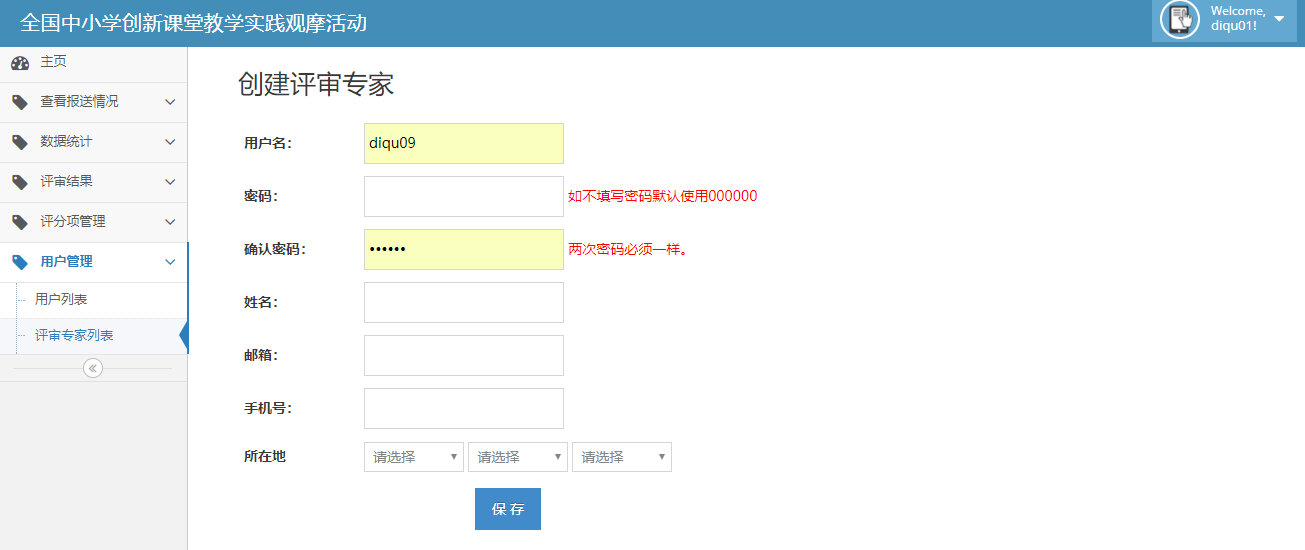 全国中小学创新课堂教学实践观摩活动
Welcome,
diqu01!
主页
查看报送情况
数据统计
评审结果
评分项管理
用户管理
用户列表
评审专家列表
创建评审专家
用户名： diqu09
密码： 如不填写密码默认使用000000
确认密码： •••••• 两次密码必须一样。
姓名：
邮箱：
手机号：
所在地 请选择 请选择 请选择
保 存